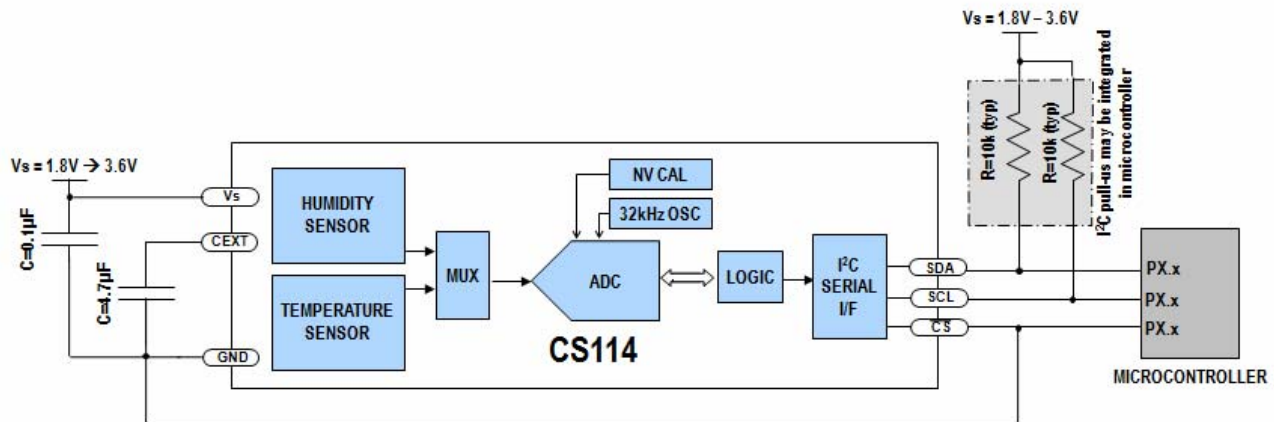 Vs = 1.8V – 3.6V
R=10k (typ)
R=10k (typ)
I²C pull-us may be integrated
in microcontroller
Vs = 1.8V → 3.6V
C=0.1µF
C=4.7µF
Vs
CEXT
GND
HUMIDITY
SENSOR
TEMPERATURE
SENSOR
MUX
NV CAL
32kHz OSC
ADC
CS114
LOGIC
I²C
SERIAL
I/F
SDA
SCL
CS
PX.x
PX.x
PX.x
MICROCONTROLLER